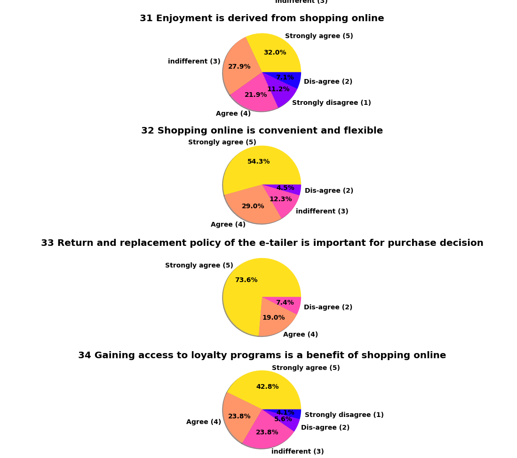 indifferent (3)
31 Enjoyment is derived from shopping online
Strongly agree (5)
32.0%
indifferent (3)
27.9%
7.1%
Dis-agree (2)
11.2%
21.9%
Strongly disagree (1)
Agree (4)
32 Shopping online is convenient and flexible
Strongly agree (5)
54.3%
4.5%
Dis-agree (2)
12.3%
29.0%
indifferent (3)
Agree (4)
33 Return and replacement policy of the e-tailer is important for purchase decision
Strongly agree (5)
73.6%
7.4%
Dis-agree (2)
19.0%
Agree (4)
34 Gaining access to loyalty programs is a benefit of shopping online
Strongly agree (5)
42.8%
Strongly disagree (1)
23.8%
5.6%
Agree (4)
Dis-agree (2)
23.8%
indifferent (3)